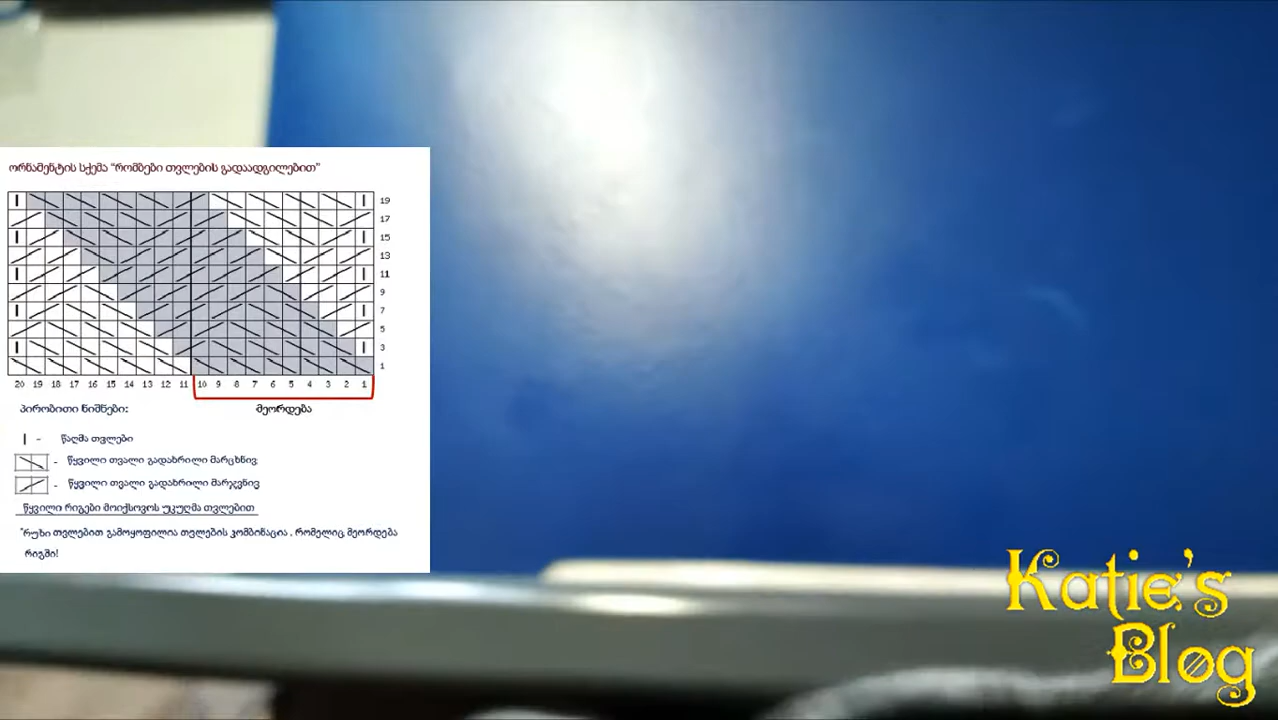 ორნამენტის სქემა “რომბები თვლების გადაადგილებით”
19
17
15
13
11
9
7
5
3
1
20 19 18 17 16 15 14 13 12 11 10 9 8 7 6 5 4 3 2 1
პირობითი ნიშნები:
მეორდება
| - წაღმა თვლები
- წყვილი თვალი გადახრილი მარცხნივ;
- წყვილი თვალი გადახრილი მარჯვნივ
წყვილი რიგები მოიქსოვოს უკუღმა თვლებით
*რუხი თვლებით გამოყოფილია თვლების კომბინაცია , რომელიც მეორდება
რიგში!
Katie's
Blog